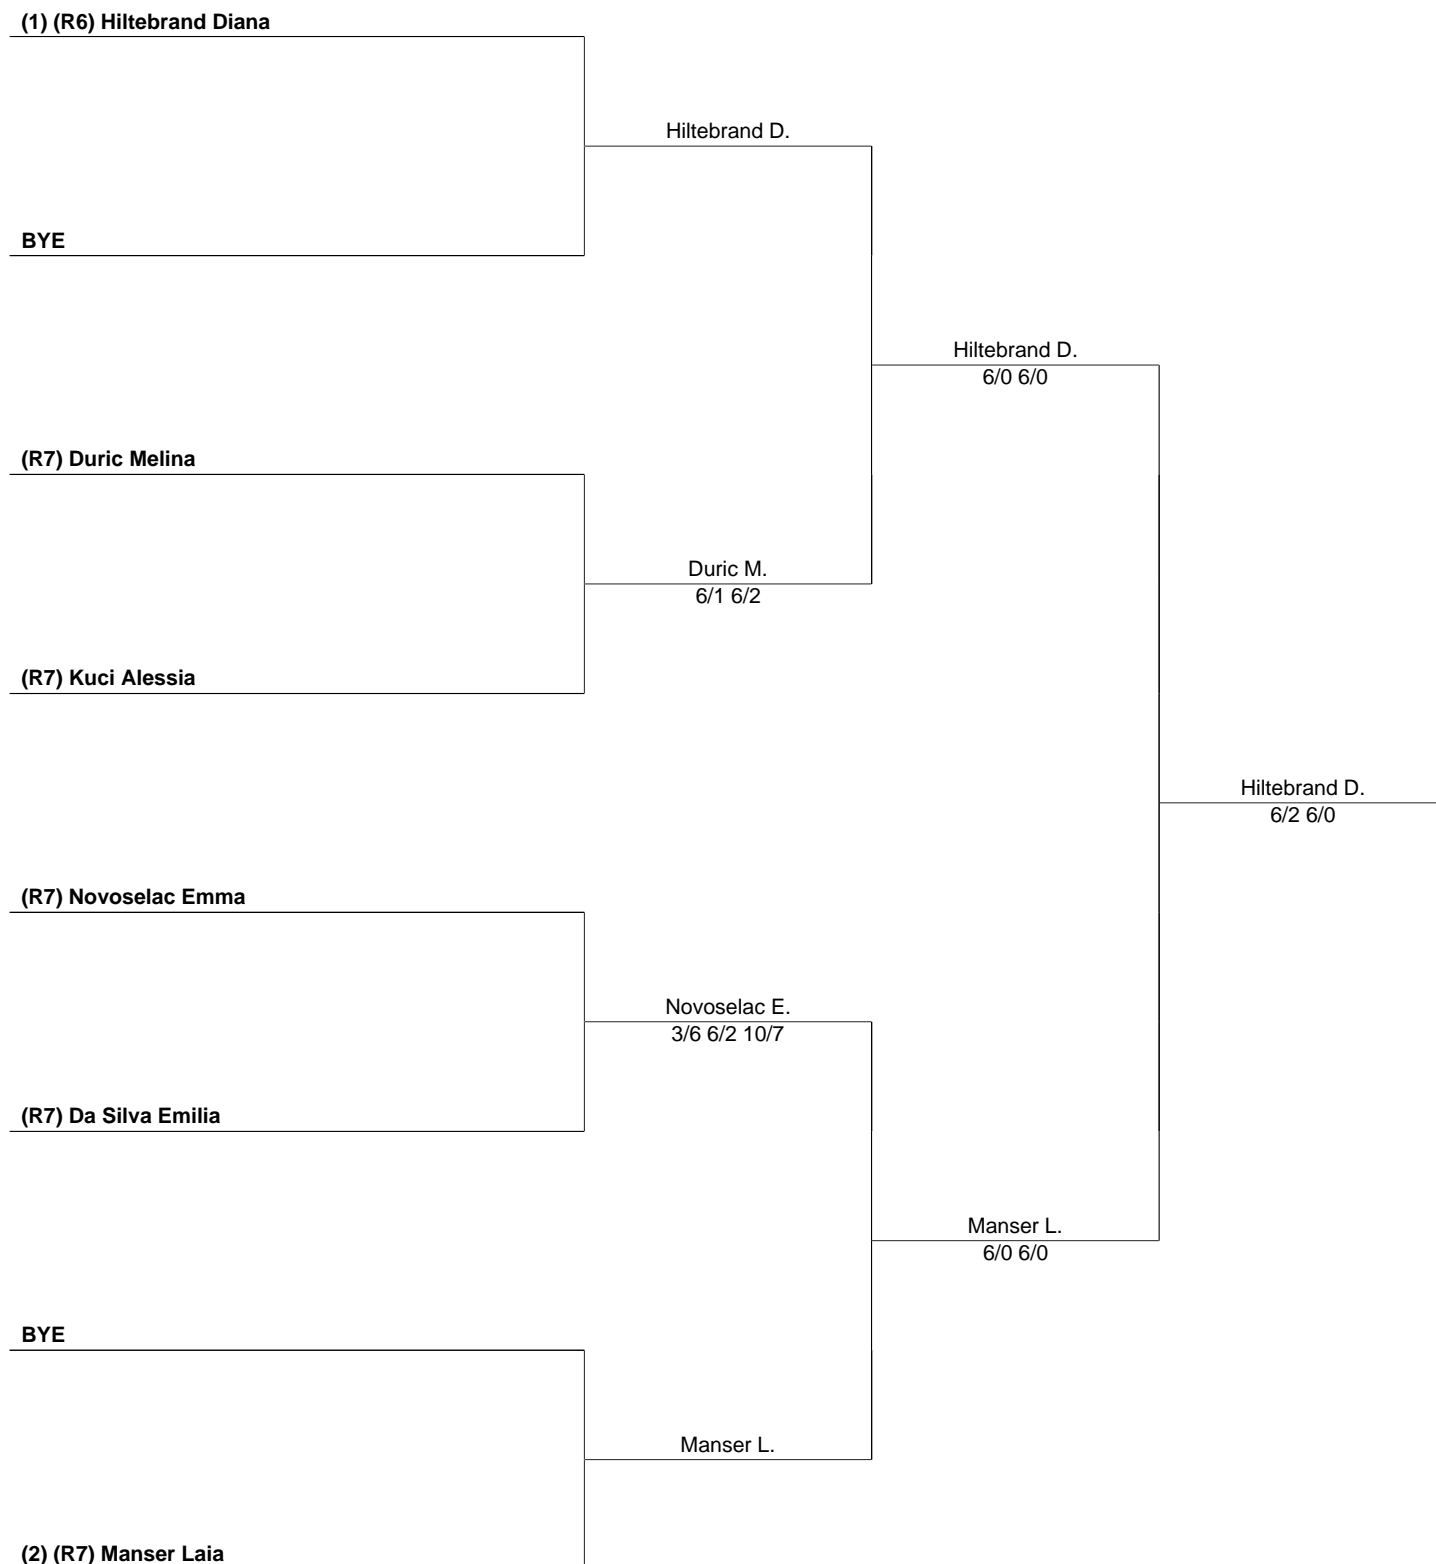 (1) (R6) Hiltebrand Diana
Hiltebrand D.
BYE
Hiltebrand D.
6/0 6/0
(R7) Duric Melina
Duric M.
6/1 6/2
(R7) Kuci Alessia
Hiltebrand D.
6/2 6/0
(R7) Novoselac Emma
Novoselac E.
3/6 6/2 10/7
(R7) Da Silva Emilia
Manser L.
6/0 6/0
BYE
Manser L.
(2) (R7) Manser Laia